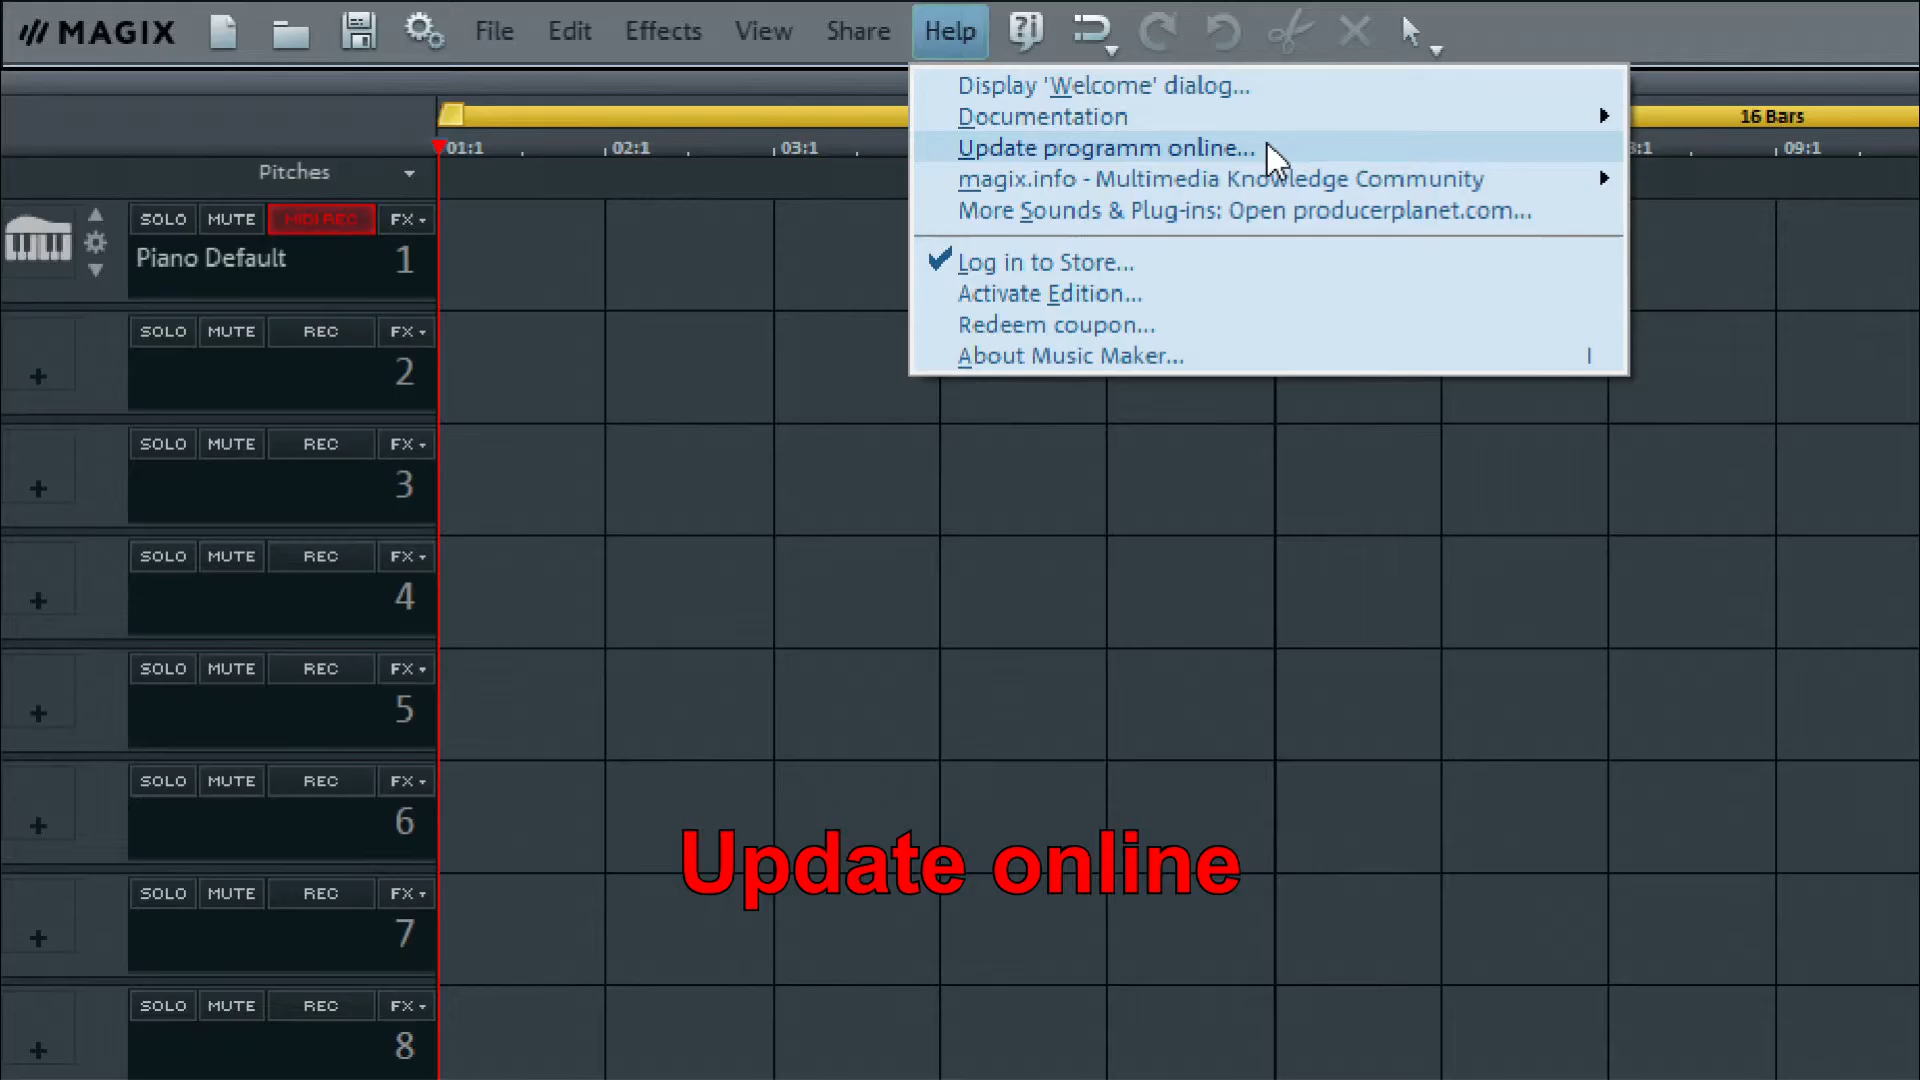 MAGIX File Edit Effects View Share Help
Display 'Welcome' dialog...
Documentation
16 Bars
Update programm online...
01:1 02:1 03:1 09:1
Pitches
magix.info - Multimedia Knowledge Community
More Sounds & Plug-ins: Open producerplanet.com...
SOLO MUTE MIDI REC FX
Piano Default 1
Log in to Store...
Activate Edition...
Redeem coupon...
About Music Maker... I
SOLO MUTE REC FX
2
SOLO MUTE REC FX
3
SOLO MUTE REC FX
4
SOLO MUTE REC FX
5
SOLO MUTE REC FX
6
Update online
SOLO MUTE REC FX
7
SOLO MUTE REC FX
8